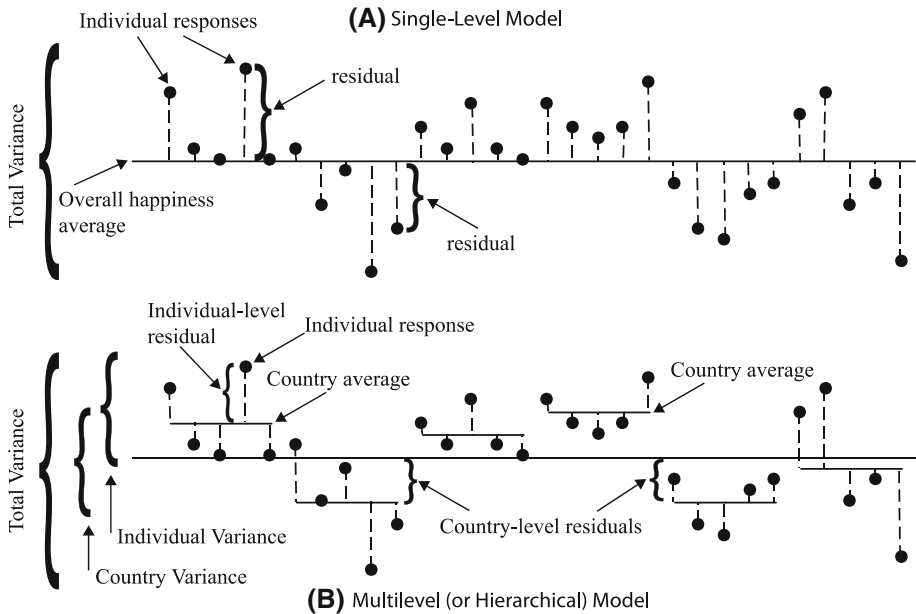 (A) Single-Level Model
Individual responses
residual
Total Variance
Overall happiness
average
residual
Individual-level
residual
Individual response
Country average
Country average
Total Variance
Country-level residuals
Individual Variance
Country Variance
(B) Multilevel (or Hierarchical) Model